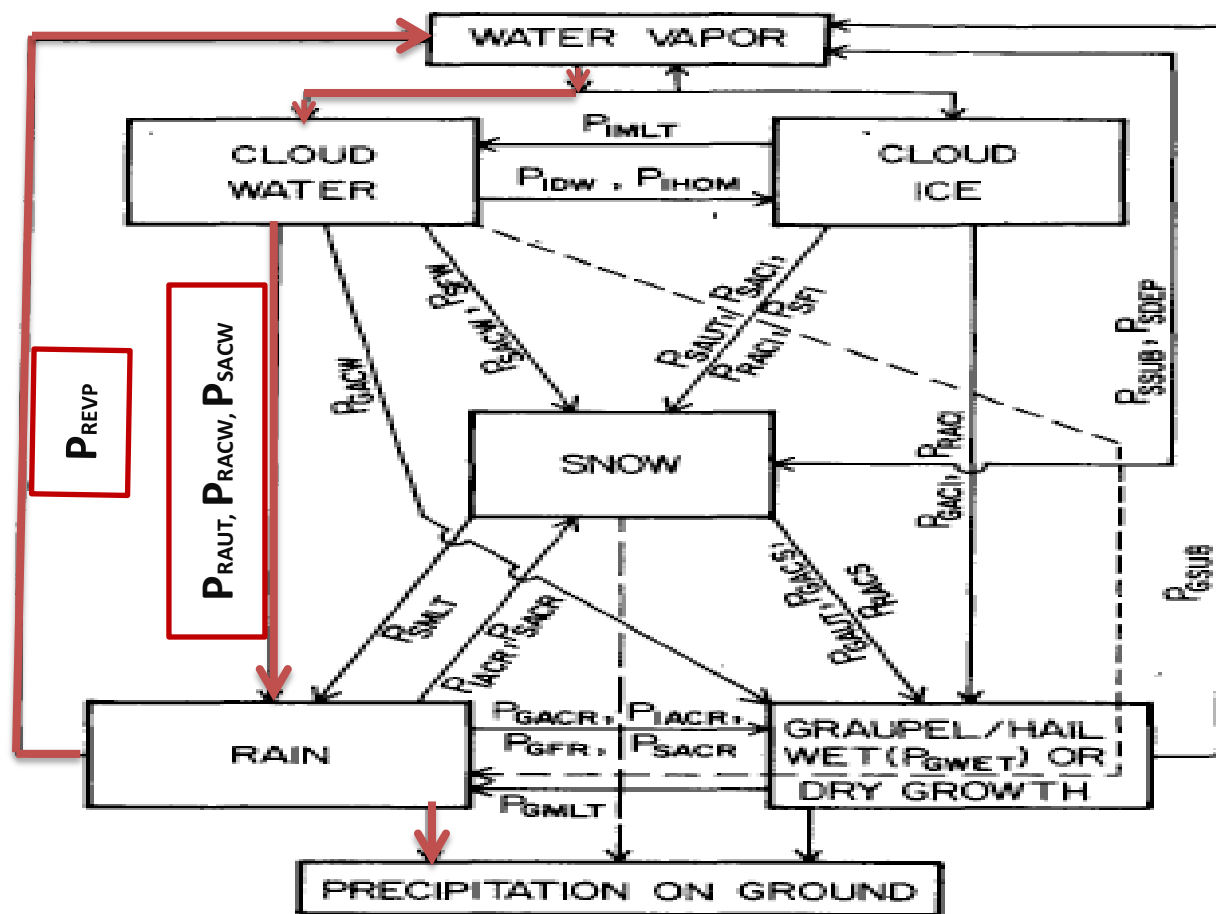 WATER VAPOR
PIMLT
CLOUD
WATER
CLOUD
ICE
PIDW , PIHOM
PSFW
PSACW,
PGACW
PSAUT, PSACI,
PRACI, PSFI
PSSUB, PSDEP
PREVP
PRAUT, PRACW, PSACW
SNOW
PGACI, PRACI
PSMLT
PIACR, PSACR
PGACS,
PGAUT, PRACS
PGSUB
RAIN
PGACR, PIACR,
PGFR, PSACR
PGMLT
GRAUPEL/HAIL
WET(PGWET) OR
DRY GROWTH
PRECIPITATION ON GROUND